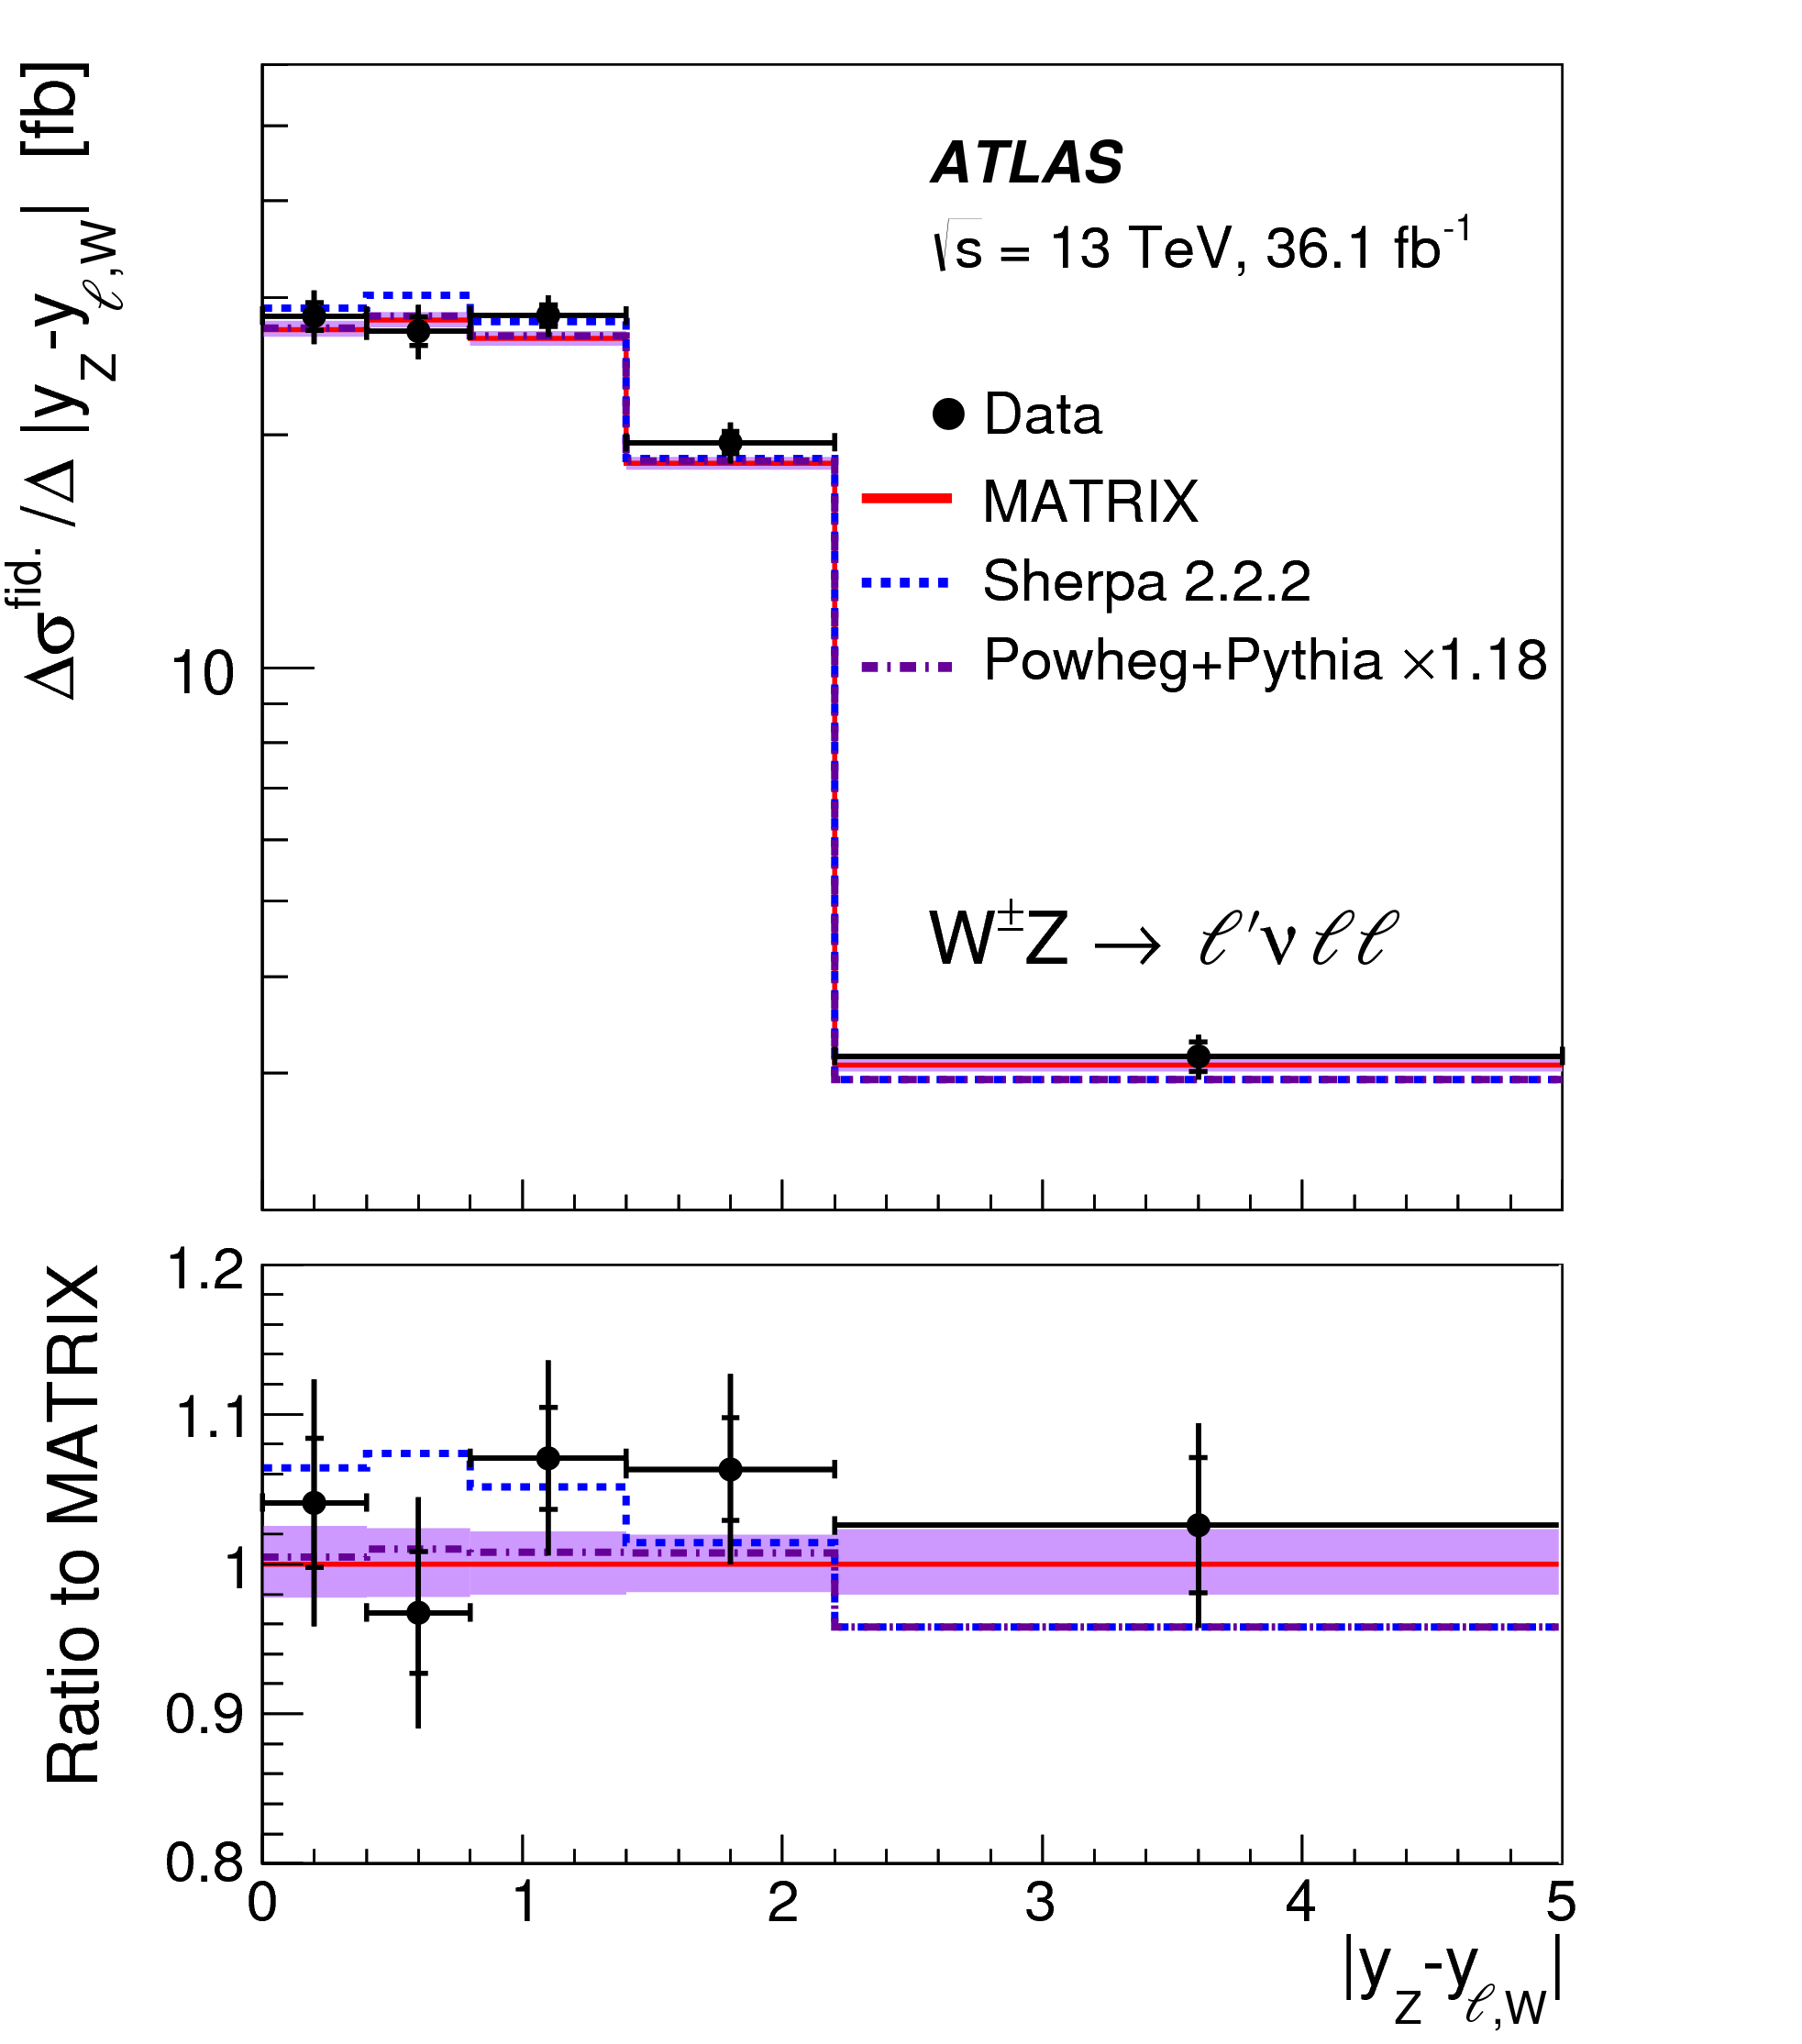 Δσ^fid. /Δ |y_Z-y_ℓ,W| [fb]
ATLAS
√s = 13 TeV, 36.1 fb^-1
Data
MATRIX
Sherpa 2.2.2
Powheg+Pythia ×1.18
10
W^±Z → ℓ'ν ℓ ℓ
Ratio to MATRIX
1.2
1.1
1
0.9
0.8
0 1 2 3 4 5
|y_Z-y_ℓ,W|